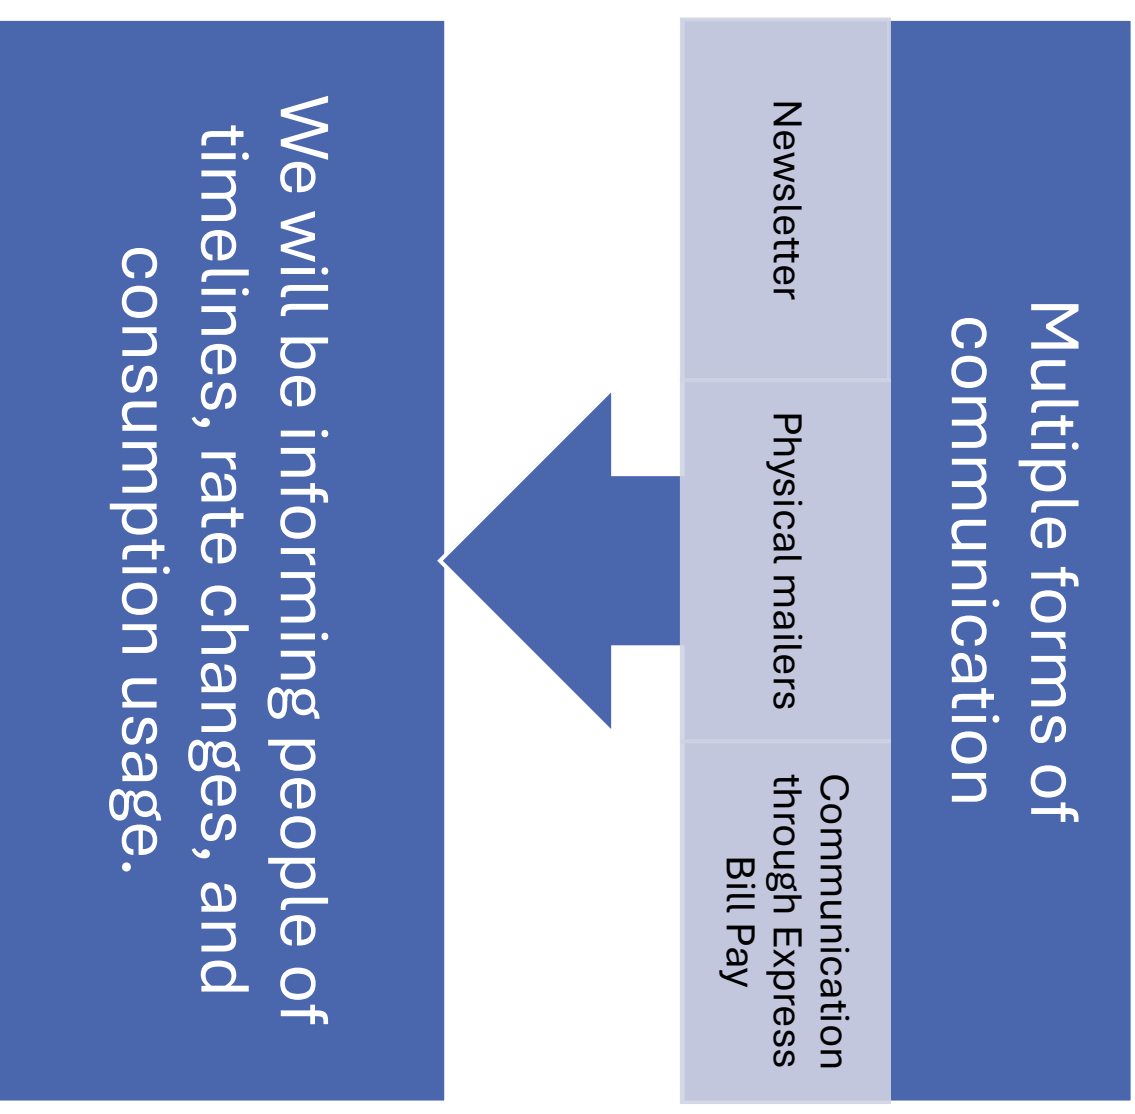 Multiple forms of
communication
Newsletter
Physical mailers
Communication
through Express
Bill Pay
We will be informing people of
timelines, rate changes, and
consumption usage.